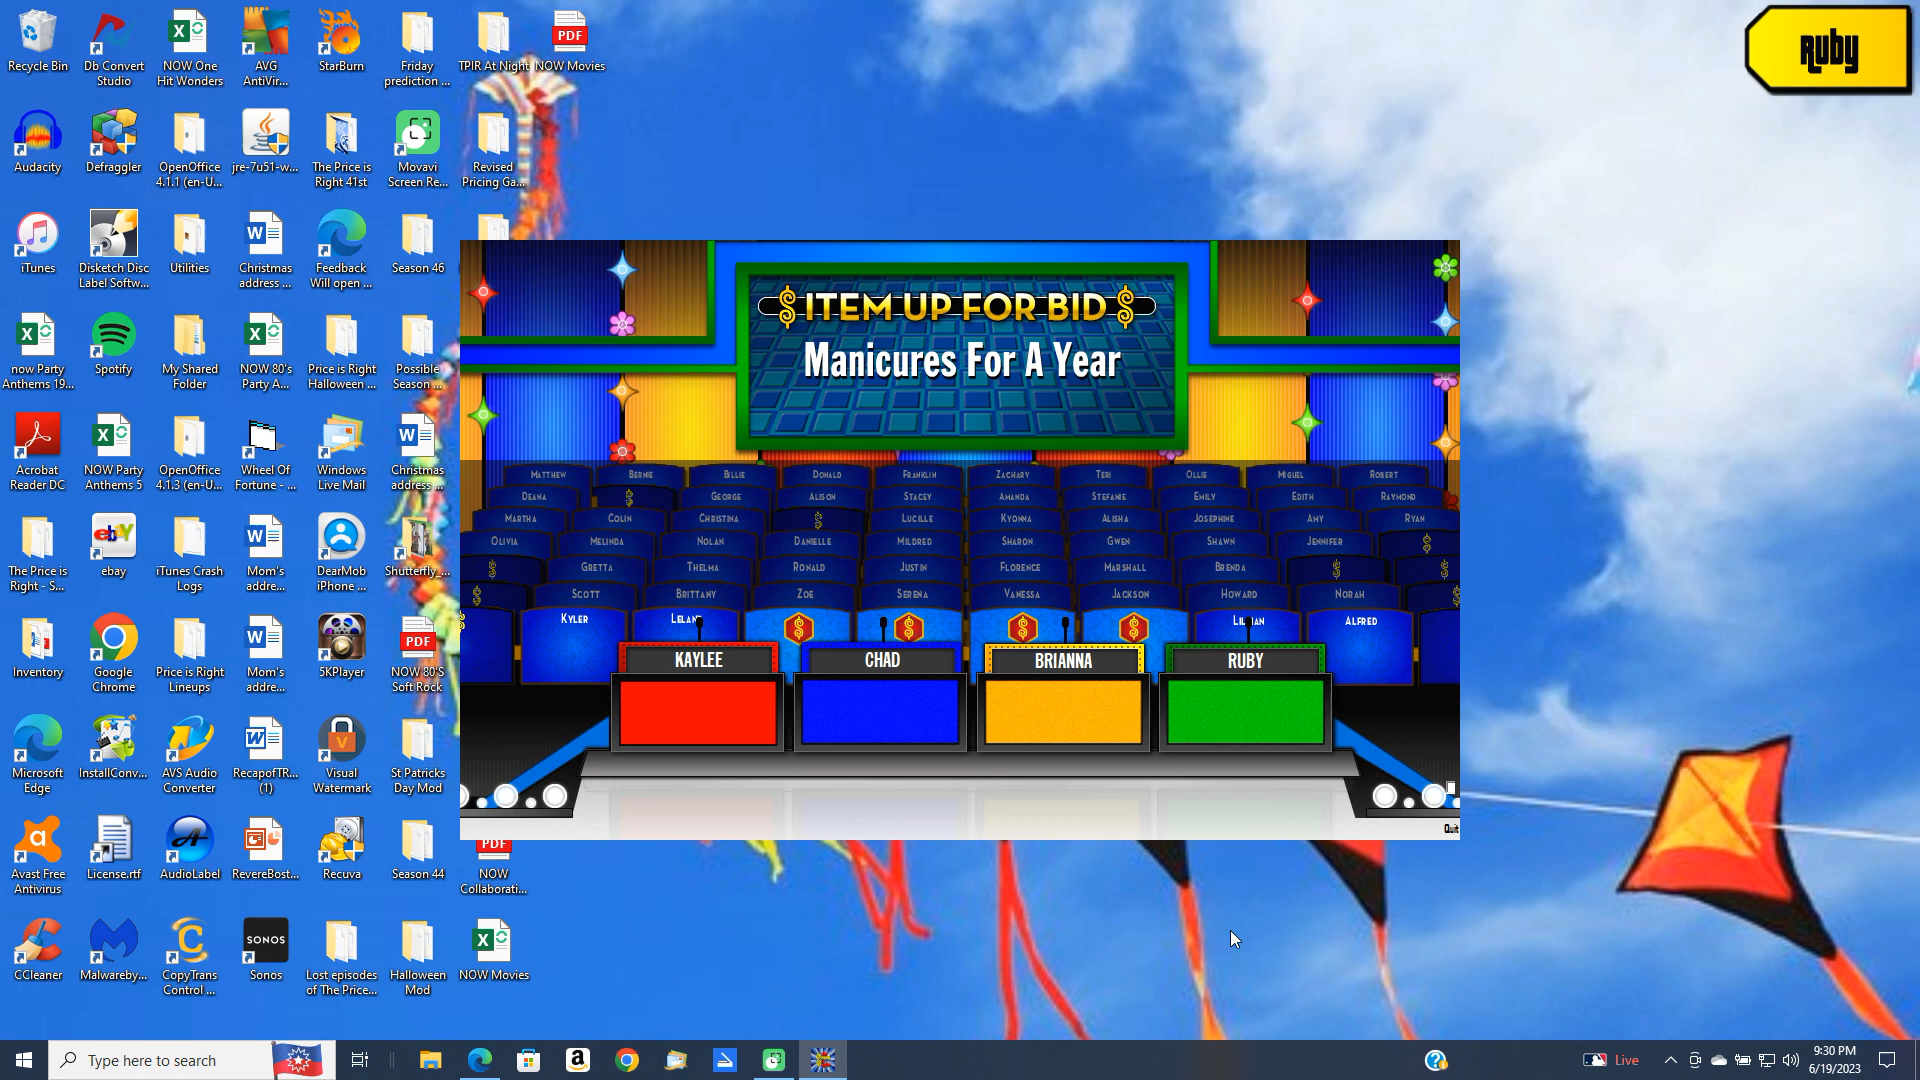 Recycle Bin
Db Convert
Studio
NOW One
Hit Wonders
AVG
AntiVir...
StarBurn
Friday
prediction ...
TPIR At Night
PDF
NOW Movies
Ruby
Audacity
Defraggler
OpenOffice
4.1.1 (en-U...
jre-7u51-w...
The Price is
Right 41st
Movavi
Screen Re...
Revised
Pricing Ga...
iTunes
Disketch Disc
Label Softw...
Utilities
Christmas
address ...
Feedback
Will open ...
Season 46
now Party
Anthems 19...
Spotify
My Shared
Folder
NOW 80's
Party A...
Price is Right
Halloween ...
Possible
Season ...
Acrobat
Reader DC
NOW Party
Anthems 5
OpenOffice
4.1.3 (en-U...
Wheel Of
Fortune - ...
Windows
Live Mail
Christmas
address ...
The Price is
Right - S...
ebay
iTunes Crash
Logs
Mom's
addre...
DearMob
iPhone ...
Shutterfly_...
Inventory
Google
Chrome
Price is Right
Lineups
Mom's
addre...
5KPlayer
PDF
NOW 80'S
Soft Rock
Microsoft
Edge
InstallConv...
AVS Audio
Converter
RecapofTR...
(1)
Visual
Watermark
St Patricks
Day Mod
Avast Free
Antivirus
License.rtf
AudioLabel
RevereBost...
Recuva
Season 44
PDF
NOW
Collaborati...
CCleaner
Malwareby...
CopyTrans
Control ...
SONOS
Sonos
Lost episodes
of The Price...
Halloween
Mod
NOW Movies
$ITEM UP FOR BID$
Manicures For A Year
MATTHEW BERNIE BILLIE DONALD FRANKLIN ZACHARY TERI OLLIE MIGUEL ROBERT
DEANA $ GEORGE ALISON STACEY AMANDA STEFANIE EMILY EDITH RAYMOND
MARTHA COLIN CHRISTINA $ LUCILLE KYONNA ALISHA JOSEPHINE AMY RYAN
OLIVIA MELINDA NOLAN DANIELLE MILDRED SHARON GWEN SHAWN JENNIFER $
$ GRETTA THELMA RONALD JUSTIN FLORENCE MARSHALL BRENDA $ $
$ SCOTT BRITTANY ZOE SERENA VANESSA JACKSON HOWARD NORAH $
$ KYLER $ $ $ $ ALFRED
KAYLEE CHAD BRIANNA RUBY
Quit
Type here to search
Live
9:30 PM
6/19/2023